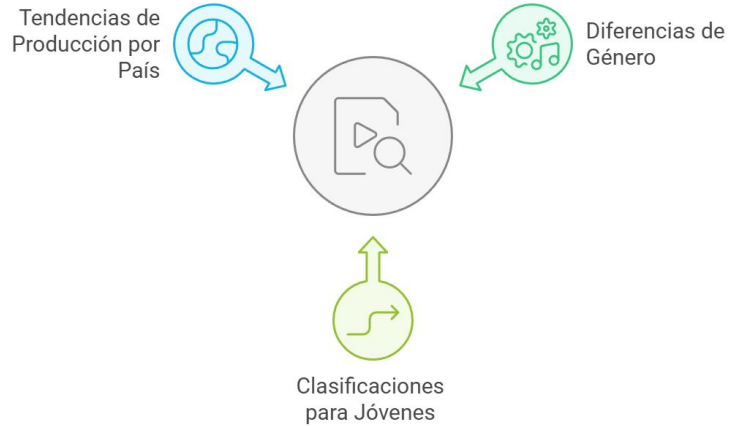 Tendencias de
Producción por
País
Diferencias de
Género
Clasificaciones
para Jóvenes